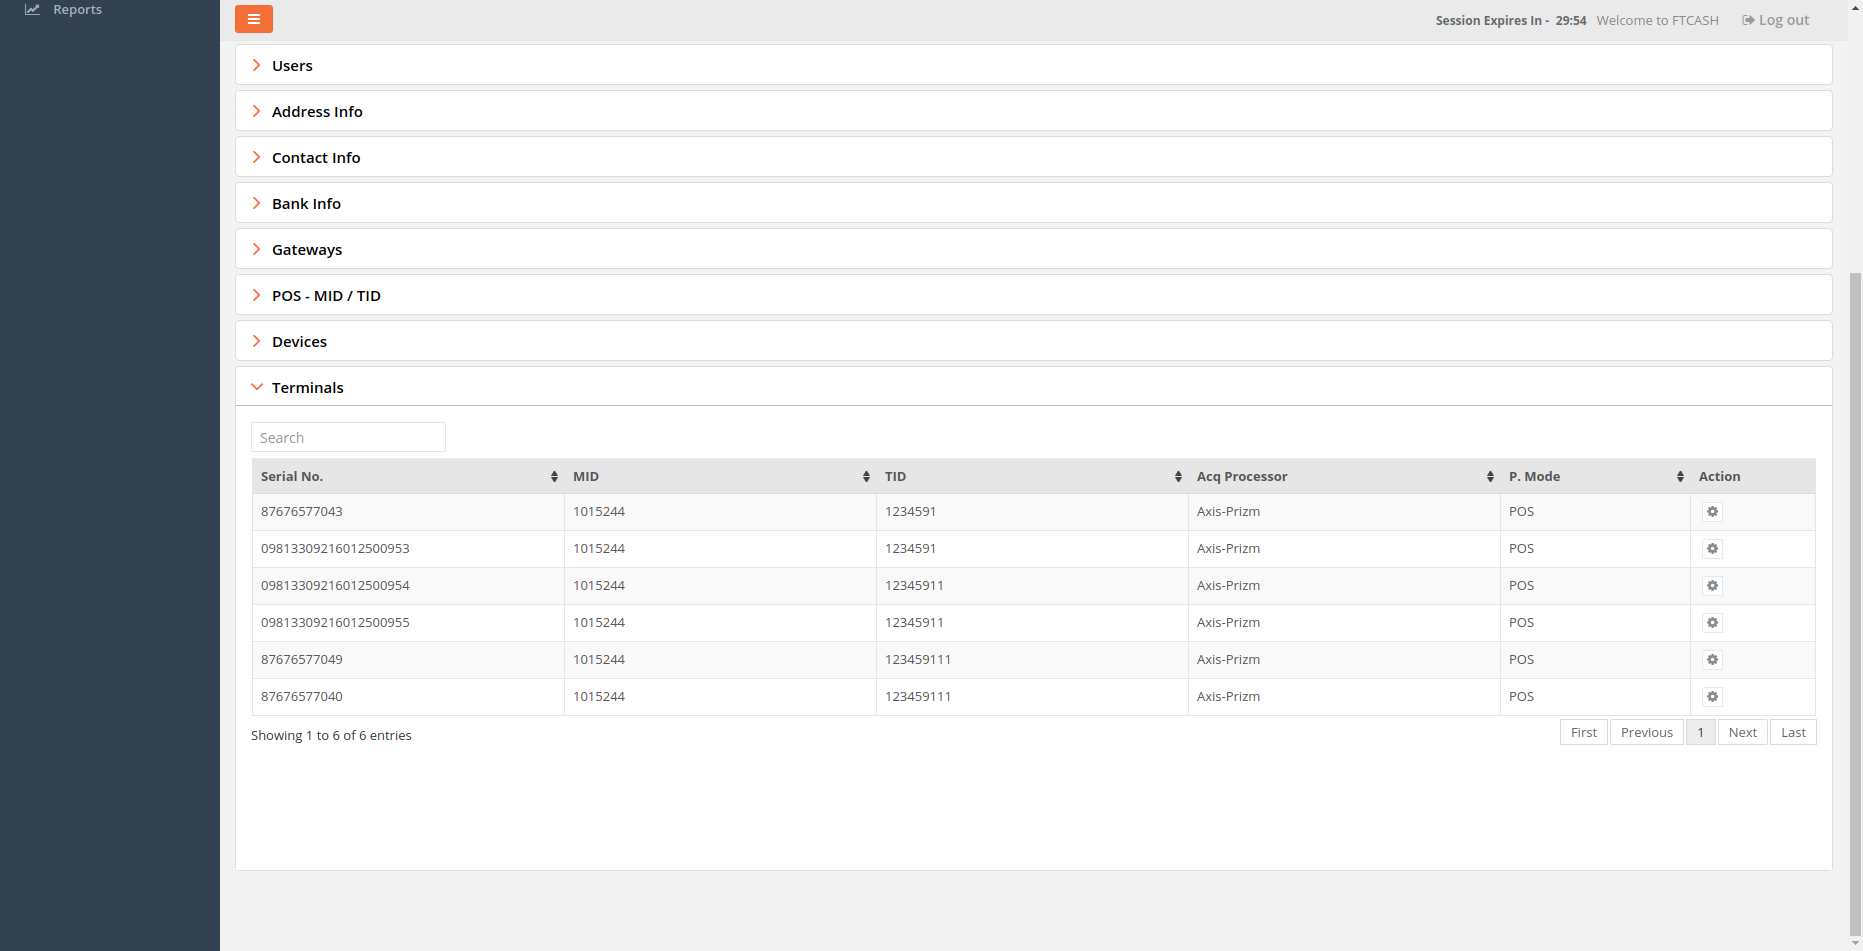 Reports
Session Expires In - 29:54 Welcome to FTCASH Log out
Users
Address Info
Contact Info
Bank Info
Gateways
POS - MID / TID
Devices
Terminals
Search
Serial No. MID TID Acq Processor P. Mode Action
87676577043 1015244 1234591 Axis-Prizm POS
09813309216012500953 1015244 1234591 Axis-Prizm POS
09813309216012500954 1015244 12345911 Axis-Prizm POS
09813309216012500955 1015244 12345911 Axis-Prizm POS
87676577049 1015244 123459111 Axis-Prizm POS
87676577040 1015244 123459111 Axis-Prizm POS
Showing 1 to 6 of 6 entries First Previous 1 Next Last